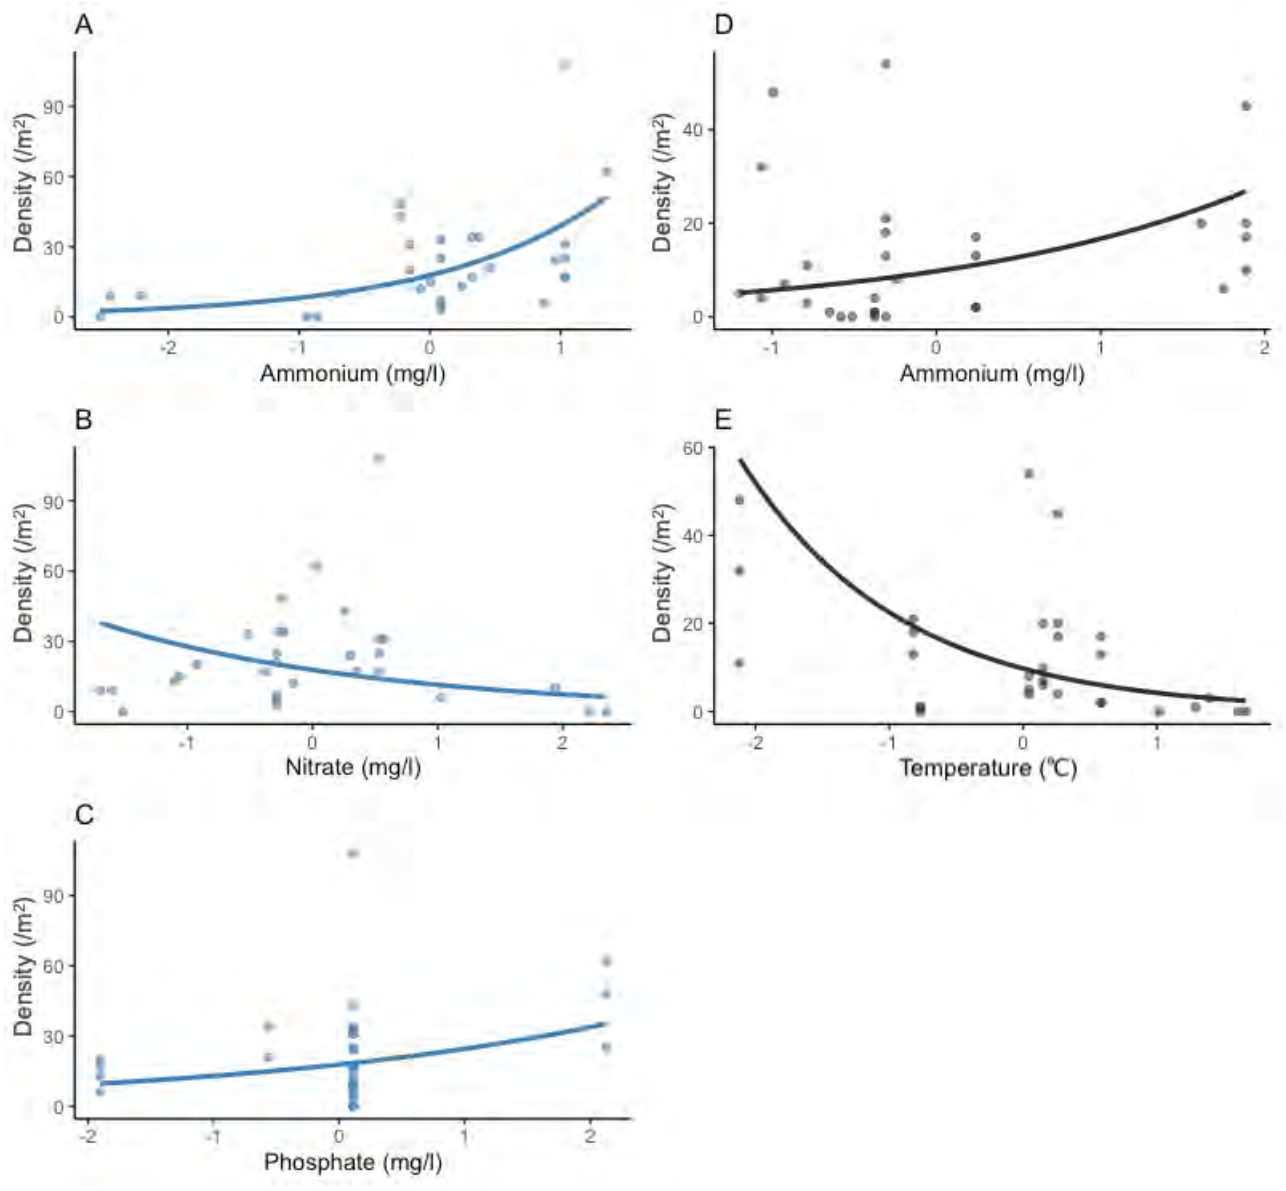 A
Density (/m²)
90
60
30
0
-2 -1 0 1
Ammonium (mg/l)
D
Density (/m²)
40
20
0
-1 0 1 2
Ammonium (mg/l)
B
Density (/m²)
90
60
30
0
-1 0 1 2
Nitrate (mg/l)
E
Density (/m²)
60
40
20
0
-2 -1 0 1
Temperature (℃)
C
Density (/m²)
90
60
30
0
-2 -1 0 1 2
Phosphate (mg/l)